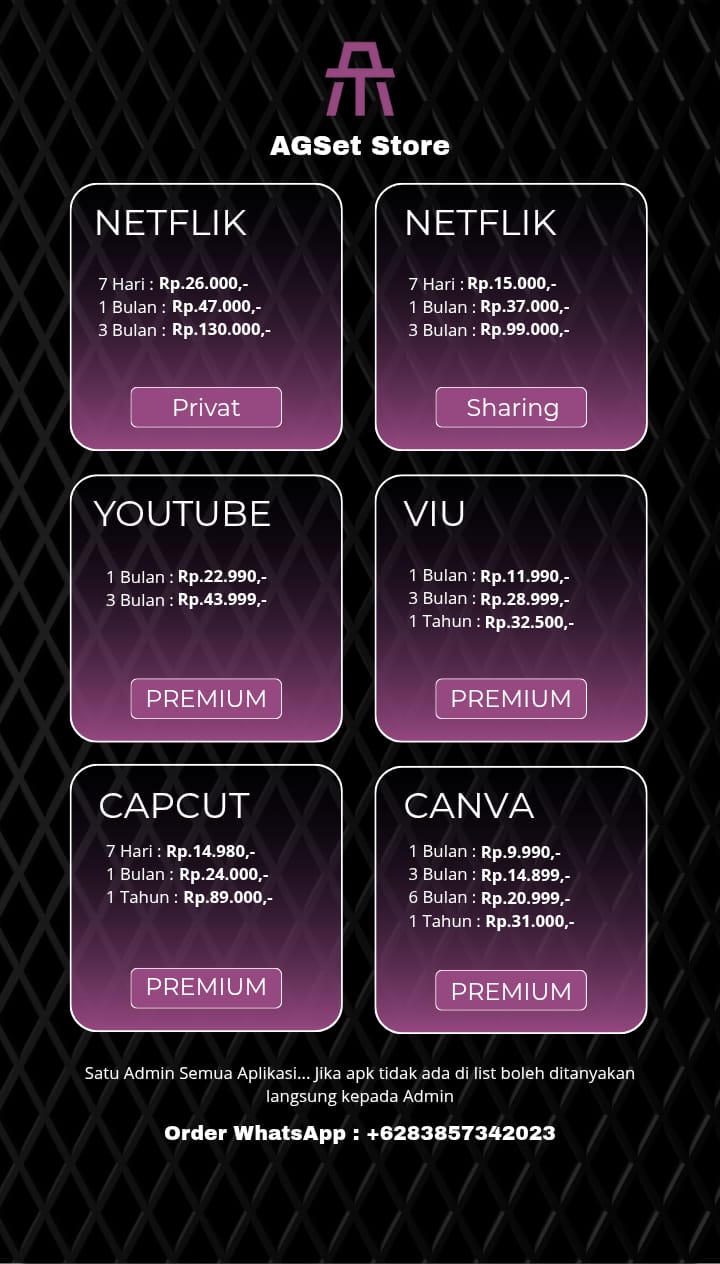 AGSet Store
NETFLIK
7 Hari : Rp.26.000,-
1 Bulan : Rp.47.000,-
3 Bulan : Rp.130.000,-
Privat
NETFLIK
7 Hari : Rp.15.000,-
1 Bulan : Rp.37.000,-
3 Bulan : Rp.99.000,-
Sharing
YOUTUBE
1 Bulan : Rp.22.990,-
3 Bulan : Rp.43.999,-
PREMIUM
VIU
1 Bulan : Rp.11.990,-
3 Bulan : Rp.28.999,-
1 Tahun : Rp.32.500,-
PREMIUM
CAPCUT
7 Hari : Rp.14.980,-
1 Bulan : Rp.24.000,-
1 Tahun : Rp.89.000,-
PREMIUM
CANVA
1 Bulan : Rp.9.990,-
3 Bulan : Rp.14.899,-
6 Bulan : Rp.20.999,-
1 Tahun : Rp.31.000,-
PREMIUM
Satu Admin Semua Aplikasi... Jika apk tidak ada di list boleh ditanyakan
langsung kepada Admin
Order WhatsApp : +6283857342023